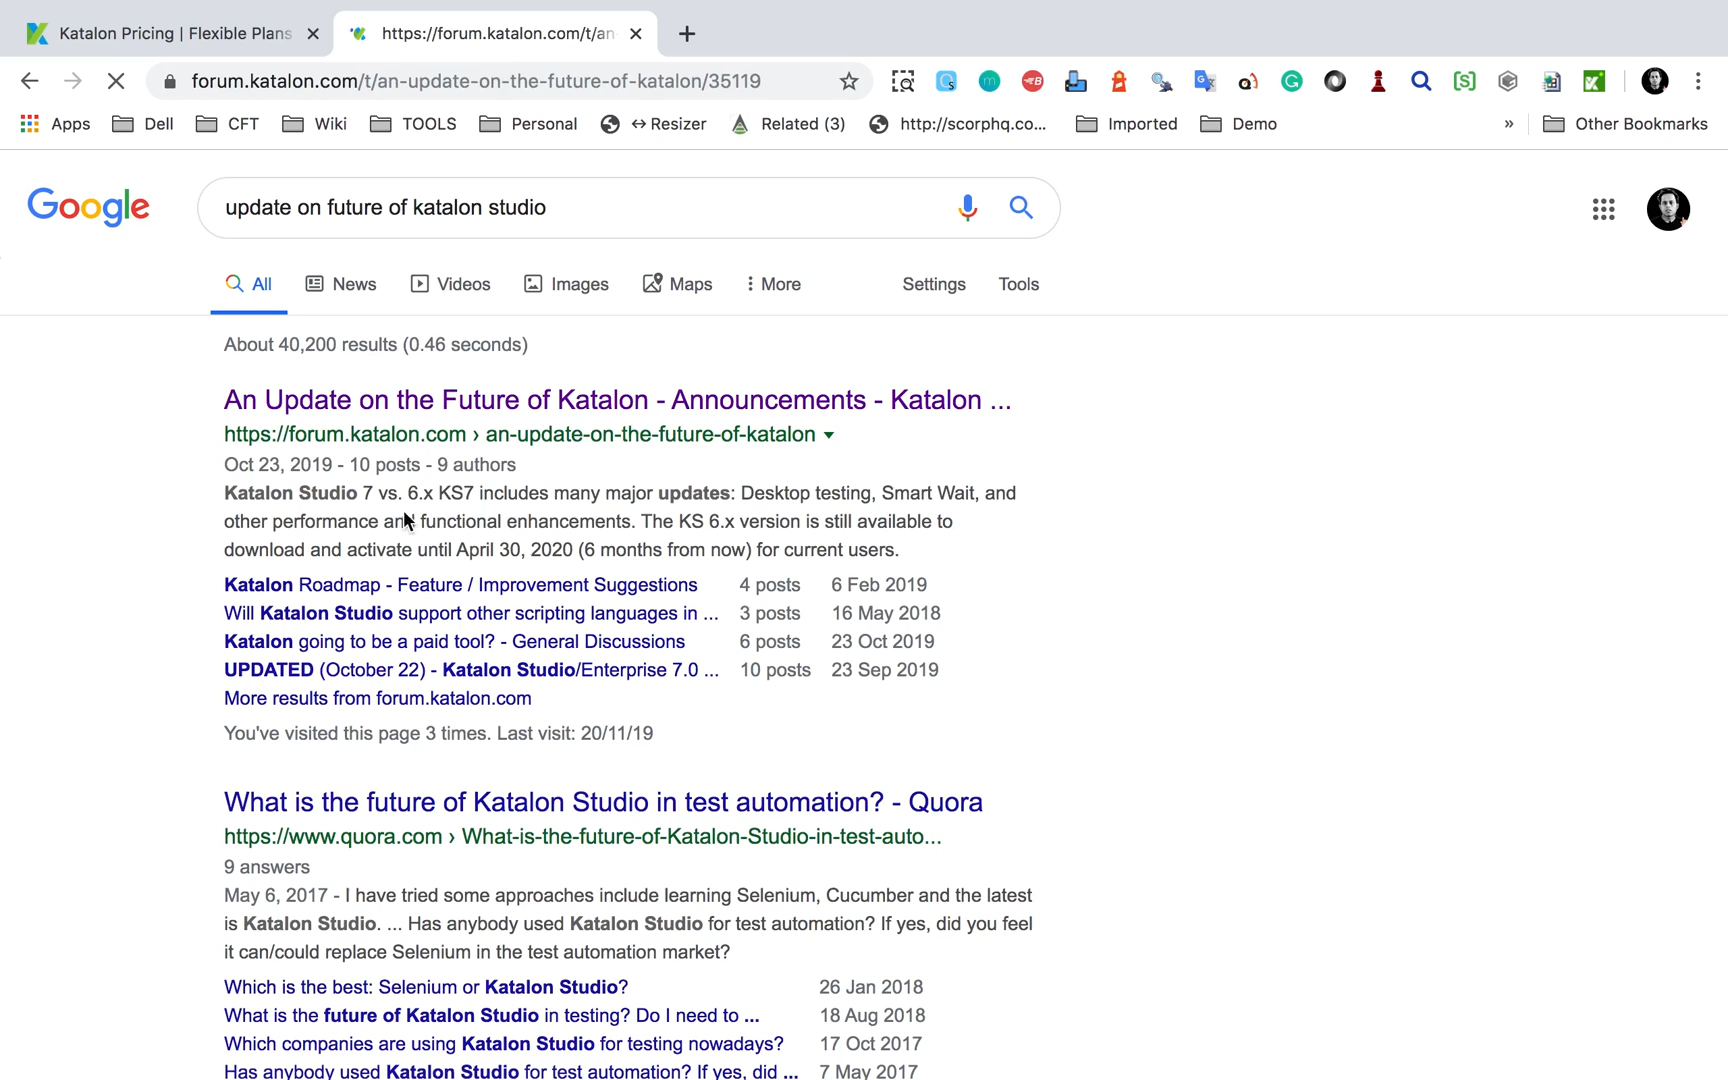 Katalon Pricing | Flexible Plans
https://forum.katalon.com/t/an
forum.katalon.com/t/an-update-on-the-future-of-katalon/35119
Apps Dell CFT Wiki TOOLS Personal ↔Resizer Related (3) http://scorphq.co... Imported Demo » Other Bookmarks
Google update on future of katalon studio
All News Videos Images Maps More Settings Tools
About 40,200 results (0.46 seconds)
An Update on the Future of Katalon - Announcements - Katalon ...
https://forum.katalon.com › an-update-on-the-future-of-katalon
Oct 23, 2019 - 10 posts - 9 authors
Katalon Studio 7 vs. 6.x KS7 includes many major updates: Desktop testing, Smart Wait, and
other performance and functional enhancements. The KS 6.x version is still available to
download and activate until April 30, 2020 (6 months from now) for current users.
Katalon Roadmap - Feature / Improvement Suggestions 4 posts 6 Feb 2019
Will Katalon Studio support other scripting languages in ... 3 posts 16 May 2018
Katalon going to be a paid tool? - General Discussions 6 posts 23 Oct 2019
UPDATED (October 22) - Katalon Studio/Enterprise 7.0 ... 10 posts 23 Sep 2019
More results from forum.katalon.com
You've visited this page 3 times. Last visit: 20/11/19
What is the future of Katalon Studio in test automation? - Quora
https://www.quora.com › What-is-the-future-of-Katalon-Studio-in-test-auto...
9 answers
May 6, 2017 - I have tried some approaches include learning Selenium, Cucumber and the latest
is Katalon Studio. ... Has anybody used Katalon Studio for test automation? If yes, did you feel
it can/could replace Selenium in the test automation market?
Which is the best: Selenium or Katalon Studio? 26 Jan 2018
What is the future of Katalon Studio in testing? Do I need to ... 18 Aug 2018
Which companies are using Katalon Studio for testing nowadays? 17 Oct 2017
Has anybody used Katalon Studio for test automation? If yes, did ... 7 May 2017